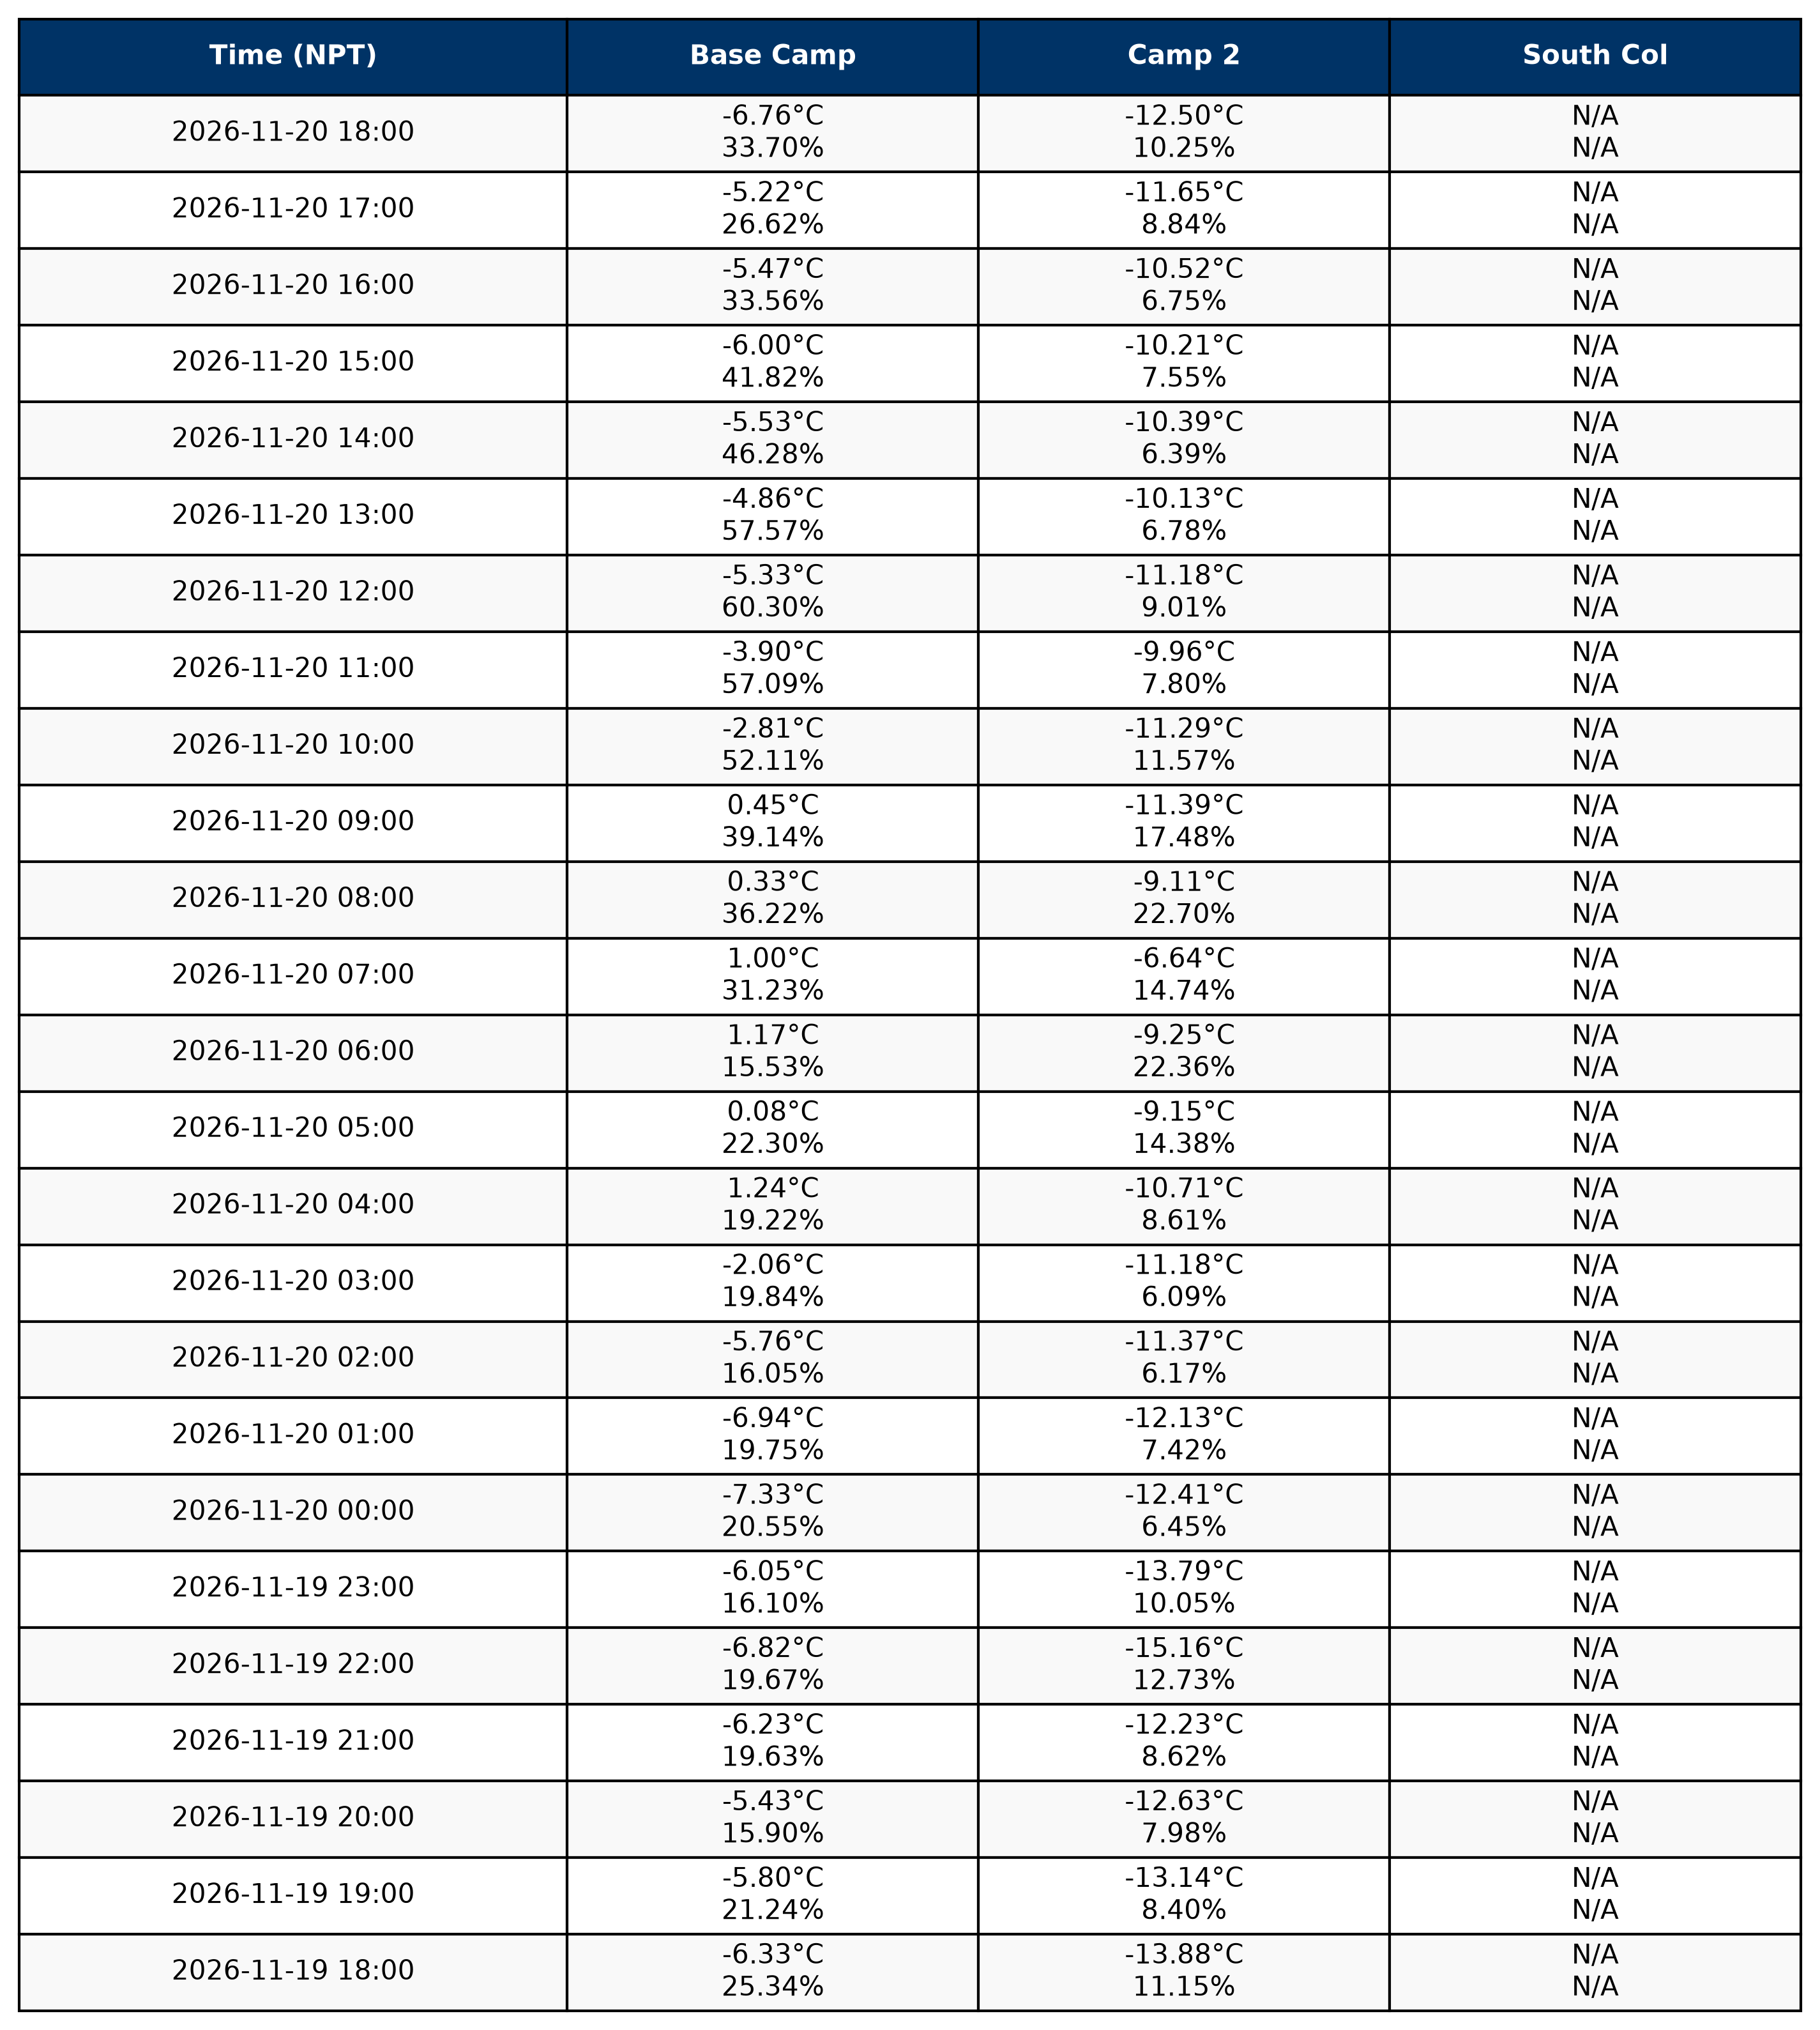 Time (NPT) Base Camp Camp 2 South Col
2026-11-20 18:00 -6.76°C -12.50°C N/A
33.70% 10.25% N/A
2026-11-20 17:00 -5.22°C -11.65°C N/A
26.62% 8.84% N/A
2026-11-20 16:00 -5.47°C -10.52°C N/A
33.56% 6.75% N/A
2026-11-20 15:00 -6.00°C -10.21°C N/A
41.82% 7.55% N/A
2026-11-20 14:00 -5.53°C -10.39°C N/A
46.28% 6.39% N/A
2026-11-20 13:00 -4.86°C -10.13°C N/A
57.57% 6.78% N/A
2026-11-20 12:00 -5.33°C -11.18°C N/A
60.30% 9.01% N/A
2026-11-20 11:00 -3.90°C -9.96°C N/A
57.09% 7.80% N/A
2026-11-20 10:00 -2.81°C -11.29°C N/A
52.11% 11.57% N/A
2026-11-20 09:00 0.45°C -11.39°C N/A
39.14% 17.48% N/A
2026-11-20 08:00 0.33°C -9.11°C N/A
36.22% 22.70% N/A
2026-11-20 07:00 1.00°C -6.64°C N/A
31.23% 14.74% N/A
2026-11-20 06:00 1.17°C -9.25°C N/A
15.53% 22.36% N/A
2026-11-20 05:00 0.08°C -9.15°C N/A
22.30% 14.38% N/A
2026-11-20 04:00 1.24°C -10.71°C N/A
19.22% 8.61% N/A
2026-11-20 03:00 -2.06°C -11.18°C N/A
19.84% 6.09% N/A
2026-11-20 02:00 -5.76°C -11.37°C N/A
16.05% 6.17% N/A
2026-11-20 01:00 -6.94°C -12.13°C N/A
19.75% 7.42% N/A
2026-11-20 00:00 -7.33°C -12.41°C N/A
20.55% 6.45% N/A
2026-11-19 23:00 -6.05°C -13.79°C N/A
16.10% 10.05% N/A
2026-11-19 22:00 -6.82°C -15.16°C N/A
19.67% 12.73% N/A
2026-11-19 21:00 -6.23°C -12.23°C N/A
19.63% 8.62% N/A
2026-11-19 20:00 -5.43°C -12.63°C N/A
15.90% 7.98% N/A
2026-11-19 19:00 -5.80°C -13.14°C N/A
21.24% 8.40% N/A
2026-11-19 18:00 -6.33°C -13.88°C N/A
25.34% 11.15% N/A